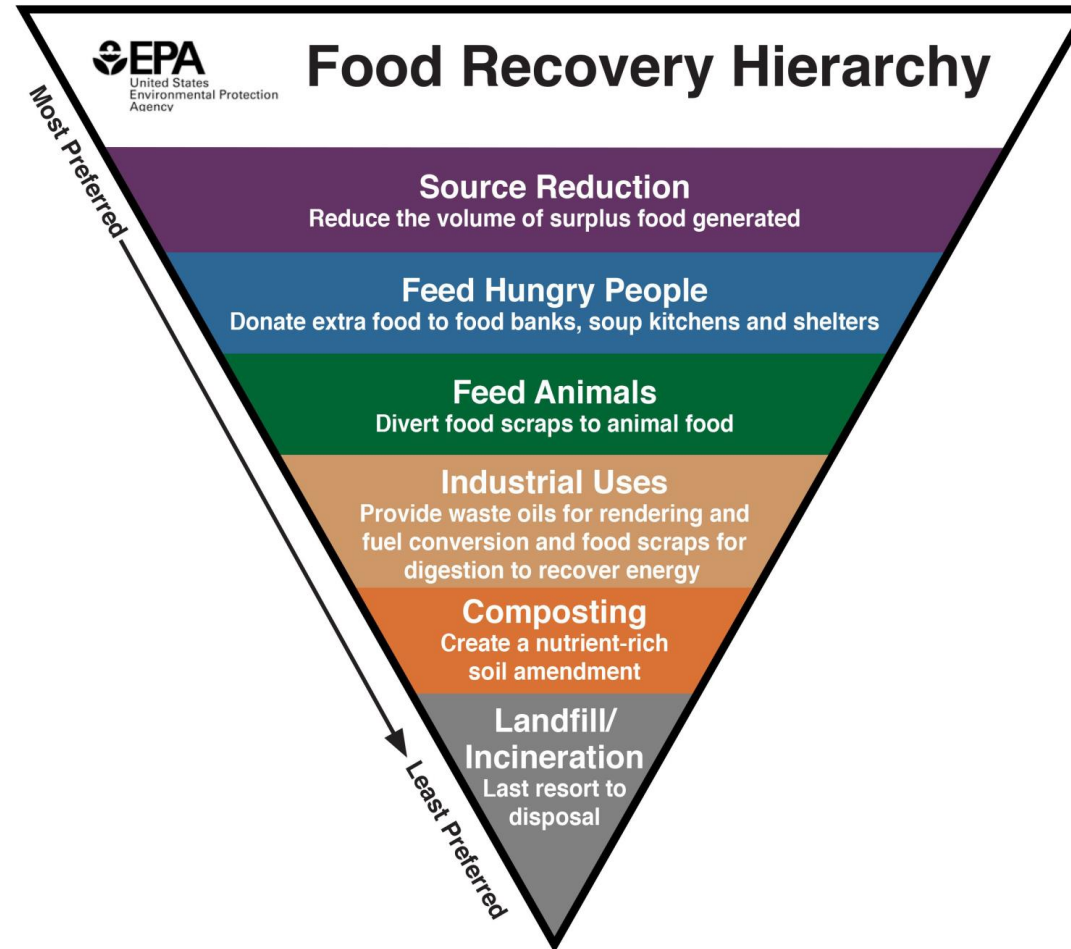 EPA
United States
Environmental Protection
Agency
Food Recovery Hierarchy
Most Preferred
Source Reduction
Reduce the volume of surplus food generated
Feed Hungry People
Donate extra food to food banks, soup kitchens and shelters
Feed Animals
Divert food scraps to animal food
Industrial Uses
Provide waste oils for rendering and
fuel conversion and food scraps for
digestion to recover energy
Composting
Create a nutrient-rich
soil amendment
Landfill/
Incineration
Last resort to
disposal
Least Preferred